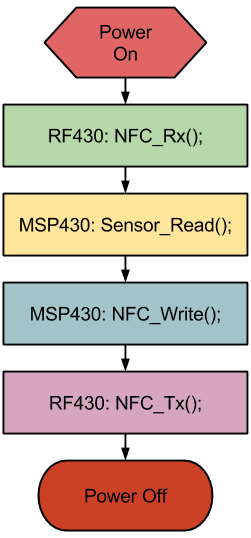 Power
On
RF430: NFC_Rx();
MSP430: Sensor_Read();
MSP430: NFC_Write();
RF430: NFC_Tx();
Power Off